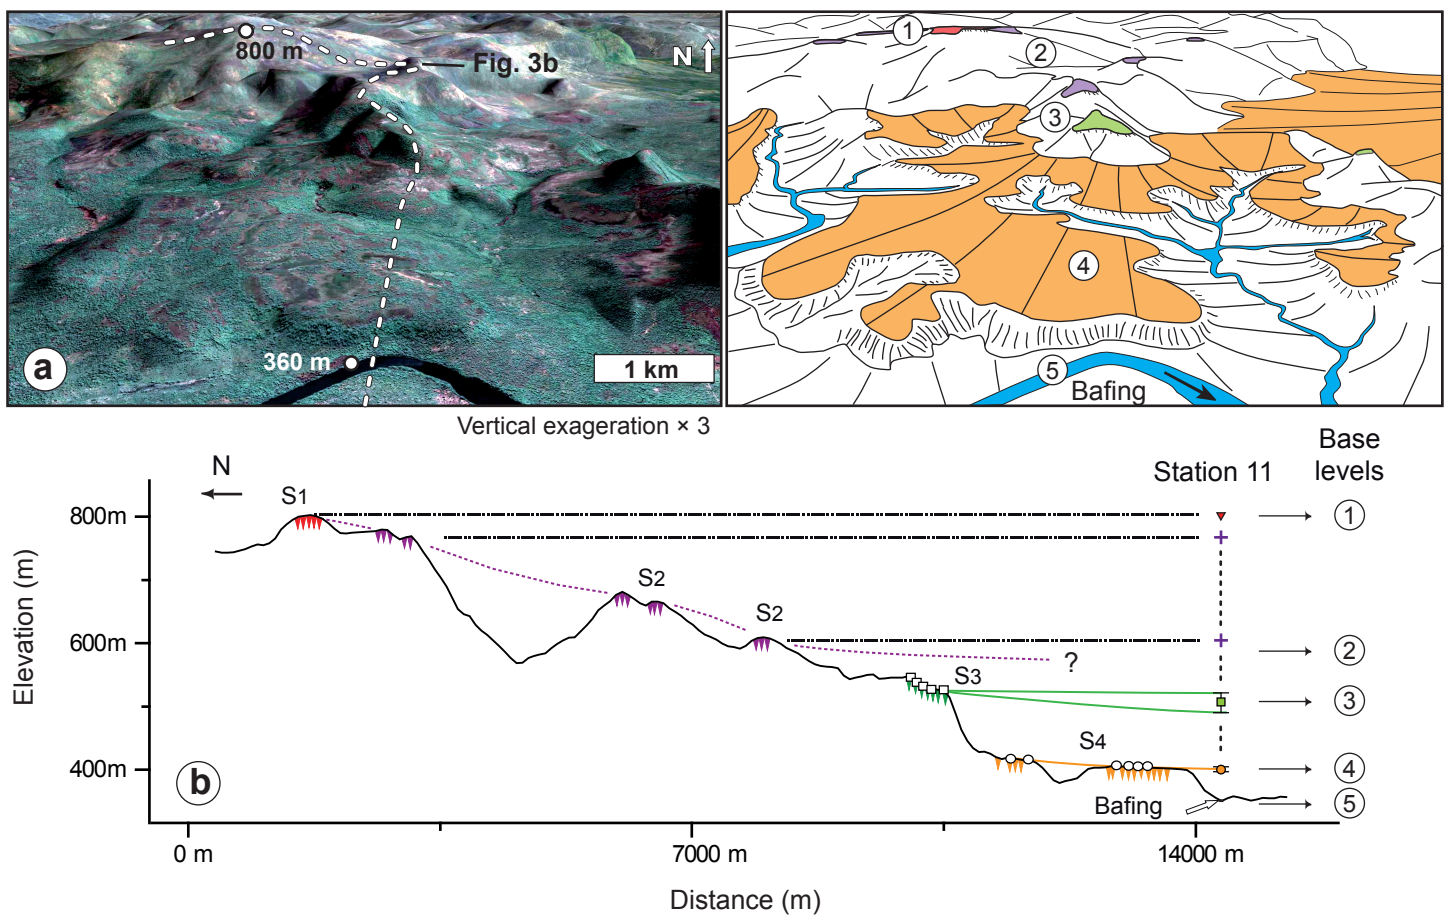 800 m
Fig. 3b
N
360 m
a
1 km
1
2
3
4
5
Bafing
Vertical exageration × 3
Base
levels
Station 11
N
S1
800m
1
S2
S2
600m
2
?
S3
3
S4
400m
4
b
Bafing
5
Elevation (m)
0 m
7000 m
14000 m
Distance (m)